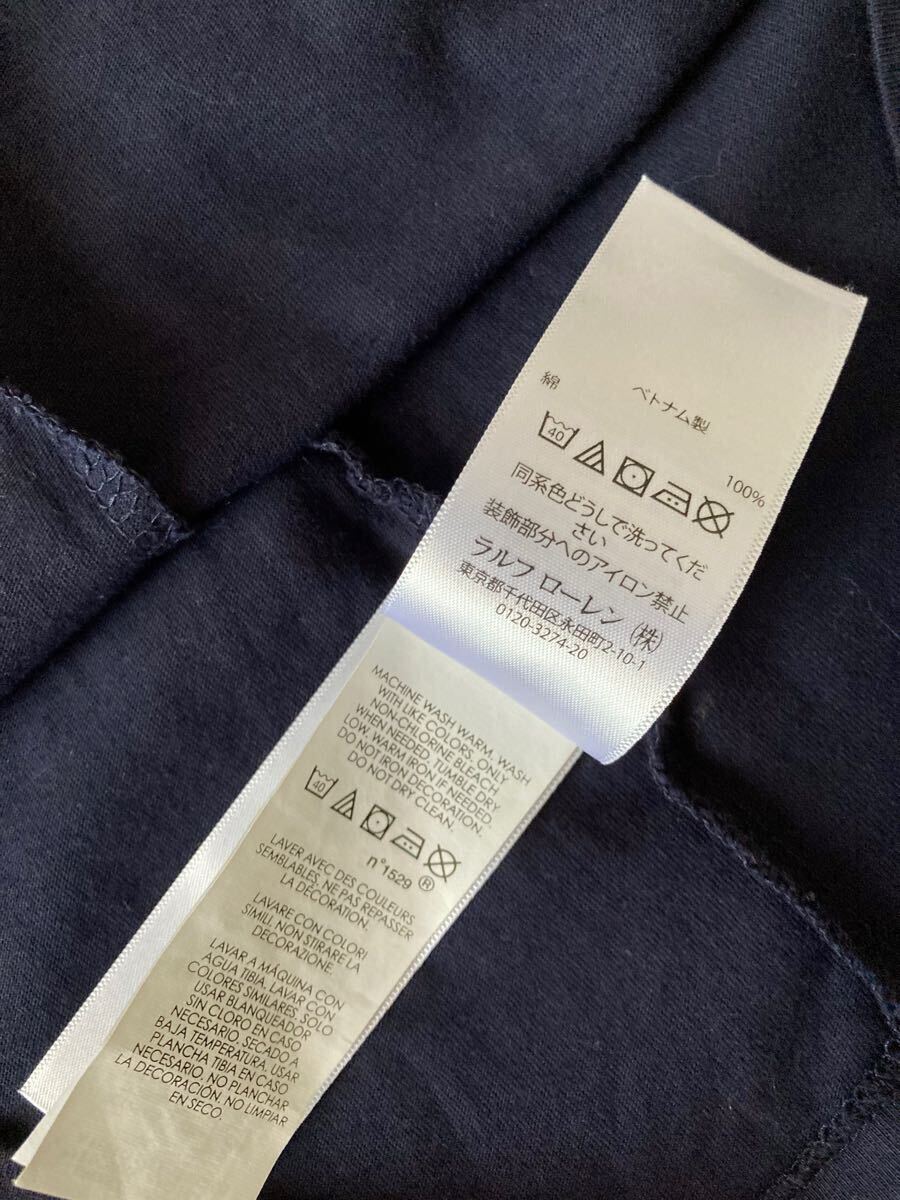 綿 100%
ベトナム製
40
同系色どうしで洗ってくだ
さい
装飾部分へのアイロン禁止
ラルフ ローレン (株)
東京都千代田区永田町2-10-1
0120-3274-20
MACHINE WASH WARM, WASH
WITH LIKE COLORS, ONLY
NON-CHLORINE BLEACH
WHEN NEEDED, TUMBLE DRY
LOW, WARM IRON IF NEEDED.
DO NOT IRON DECORATION.
DO NOT DRY CLEAN.
40
n°1529 ®
LAVER AVEC DES COULEURS
SEMBLABLES. NE PAS REPASSER
LA DÉCORATION.
LAVARE CON COLORI
SIMILI. NON STIRARE LA
DECORAZIONE.
LAVAR A MÁQUINA CON
AGUA TIBIA. LAVAR CON
COLORES SIMILARES. SOLO
USAR BLANQUEADOR
SIN CLORO EN CASO
NECESARIO. SECADO A
BAJA TEMPERATURA. USAR
PLANCHA TIBIA EN CASO
NECESARIO. NO PLANCHAR
LA DECORACIÓN. NO LIMPIAR
EN SECO.